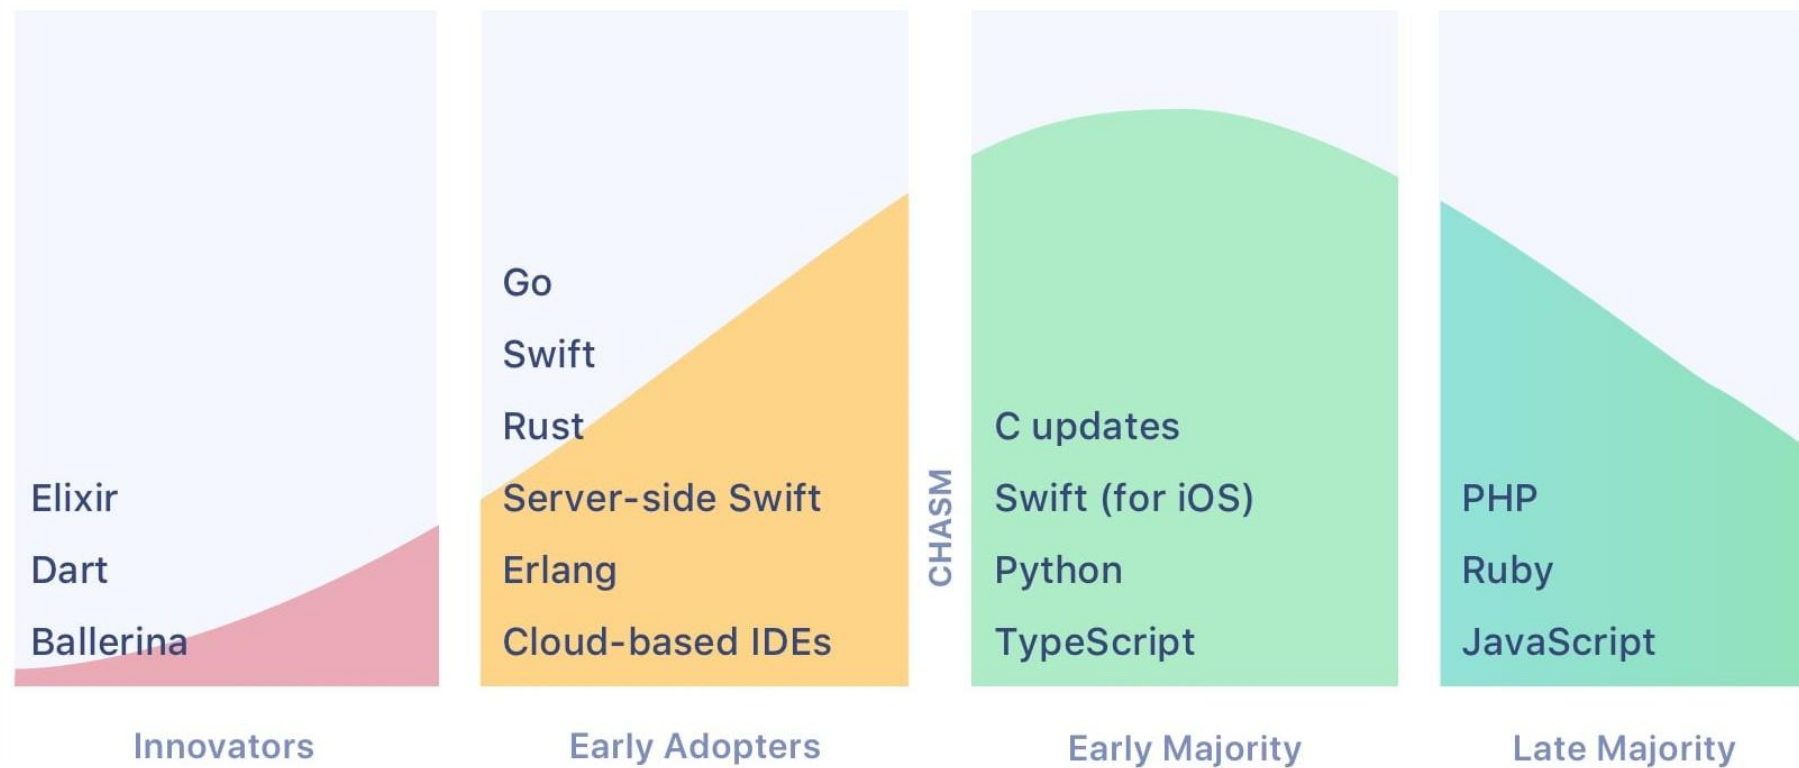 Elixir
Dart
Ballerina
Innovators
Go
Swift
Rust
Server-side Swift
Erlang
Cloud-based IDEs
Early Adopters
CHASM
C updates
Swift (for iOS)
Python
TypeScript
Early Majority
PHP
Ruby
JavaScript
Late Majority